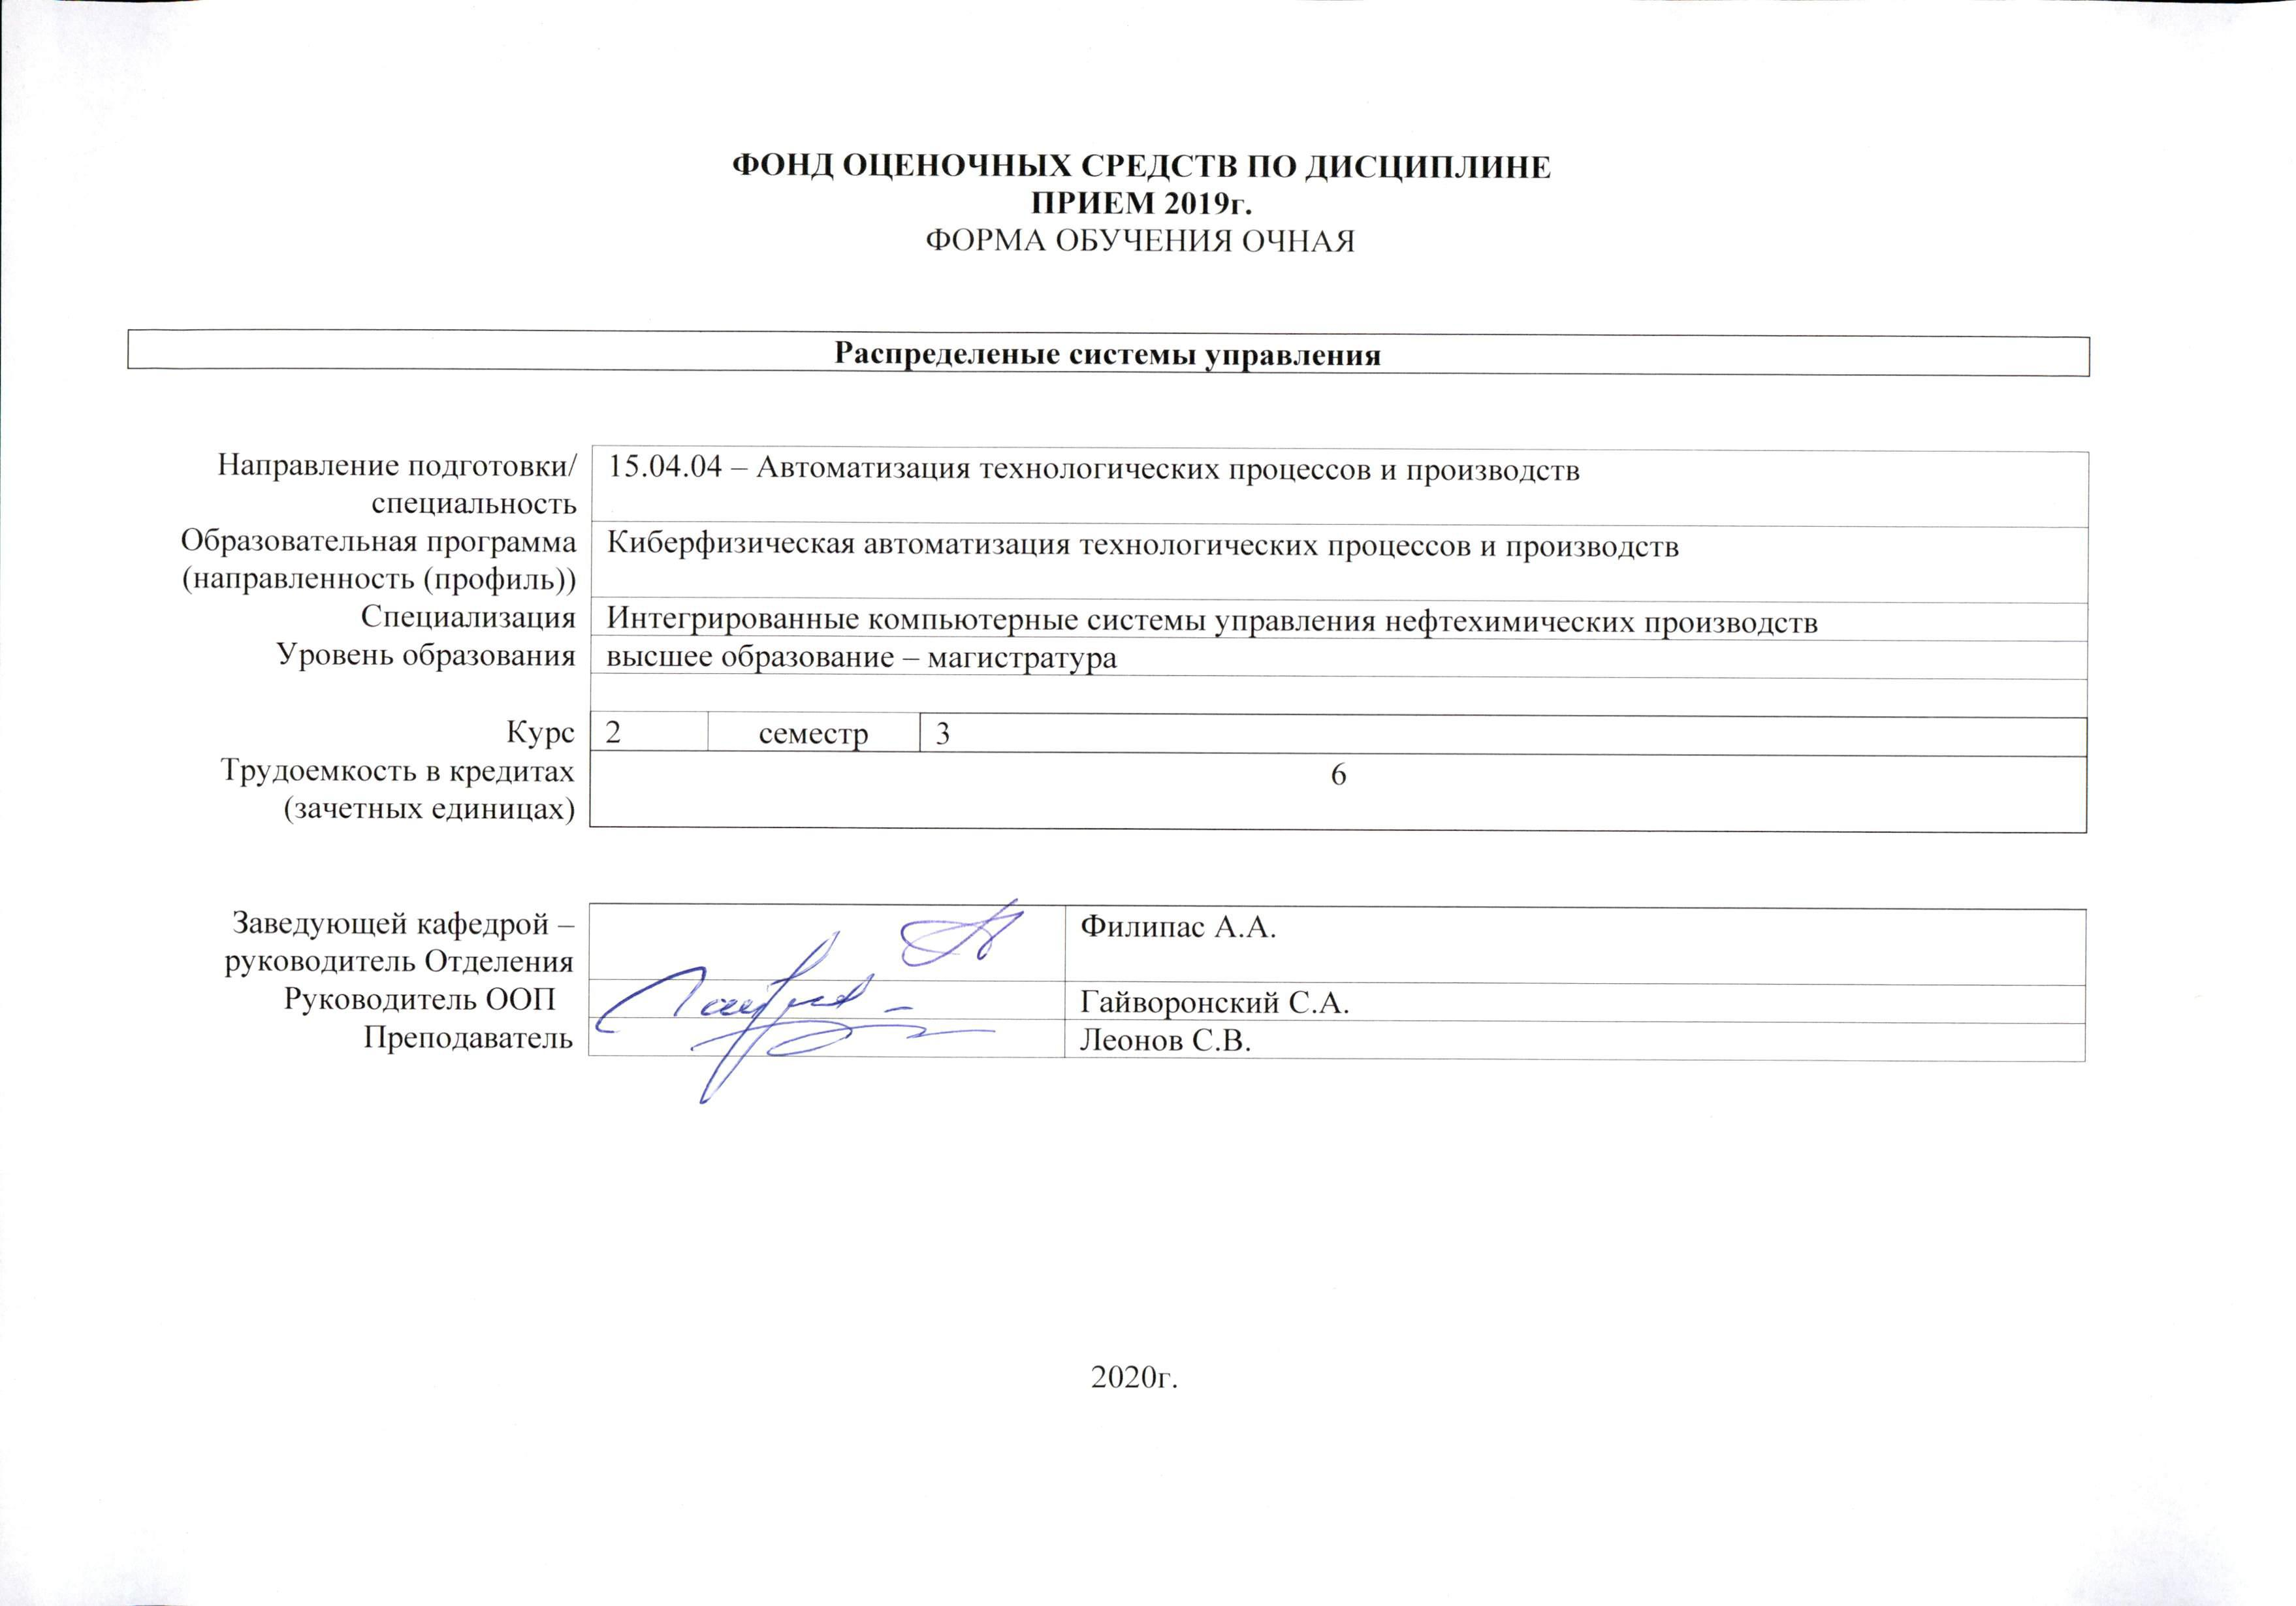 ФОНД ОЦЕНОЧНЫХ СРЕДСТВ ПО ДИСЦИПЛИНЕ
ПРИЕМ 2019г.
ФОРМА ОБУЧЕНИЯ ОЧНАЯ
Распределеные системы управления
Направление подготовки/ 15.04.04 – Автоматизация технологических процессов и производств
специальность
Образовательная программа Киберфизическая автоматизация технологических процессов и производств
(направленность (профиль))
Специализация Интегрированные компьютерные системы управления нефтехимических производств
Уровень образования высшее образование – магистратура
Курс 2 семестр 3
Трудоемкость в кредитах 6
(зачетных единицах)
Заведующей кафедрой – Филипас А.А.
руководитель Отделения
Руководитель ООП Гайворонский С.А.
Преподаватель Леонов С.В.
2020г.